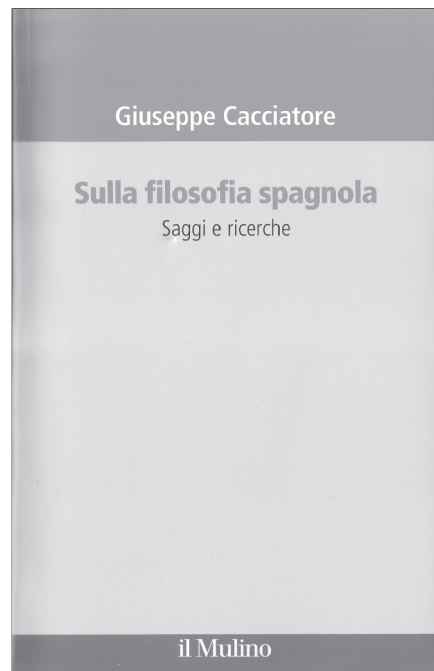 Giuseppe Cacciatore
Sulla filosofia spagnola
Saggi e ricerche
il Mulino